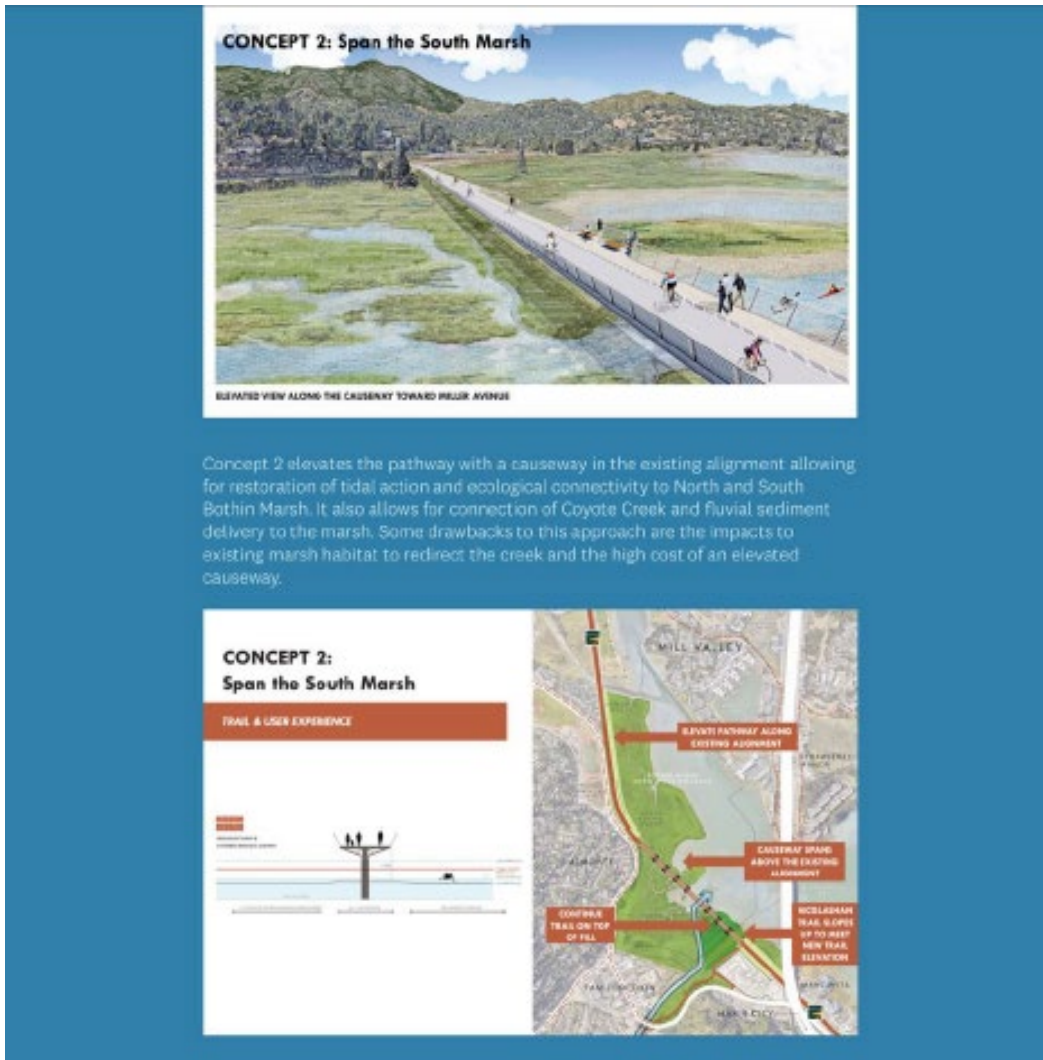 CONCEPT 2: Span the South Marsh
ELEVATED VIEW ALONG THE CAUSEWAY TOWARD MILLER AVENUE
Concept 2 elevates the pathway with a causeway in the existing alignment allowing
for restoration of tidal action and ecological connectivity to North and South
Bothin Marsh. It also allows for connection of Coyote Creek and fluvial sediment
delivery to the marsh. Some drawbacks to this approach are the impacts to
existing marsh habitat to redirect the creek and the high cost of an elevated
causeway.
CONCEPT 2:
Span the South Marsh
TRAIL & USER EXPERIENCE
MILL VALLEY
ELEVATE PATHWAY ALONG
EXISTING ALIGNMENT
ALMONTE
CAUSEWAY SPANS
ABOVE THE EXISTING
ALIGNMENT
CONTINUE
TRAIL ON TOP
OF FILL
TRAIL SLOPES
UP TO MEET
NEW TRAIL
ELEVATION